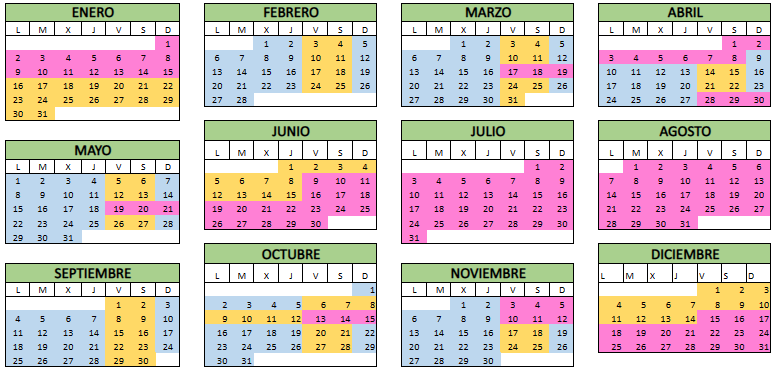 ENERO
L M X J V S D
1
2 3 4 5 6 7 8
9 10 11 12 13 14 15
16 17 18 19 20 21 22
23 24 25 26 27 28 29
30 31
FEBRERO
L M X J V S D
1 2 3 4 5
6 7 8 9 10 11 12
13 14 15 16 17 18 19
20 21 22 23 24 25 26
27 28
MARZO
L M X J V S D
1 2 3 4 5
6 7 8 9 10 11 12
13 14 15 16 17 18 19
20 21 22 23 24 25 26
27 28 29 30 31
ABRIL
L M X J V S D
1 2
3 4 5 6 7 8 9
10 11 12 13 14 15 16
17 18 19 20 21 22 23
24 25 26 27 28 29 30
MAYO
L M X J V S D
1 2 3 4 5 6 7
8 9 10 11 12 13 14
15 16 17 18 19 20 21
22 23 24 25 26 27 28
29 30 31
JUNIO
L M X J V S D
1 2 3 4
5 6 7 8 9 10 11
12 13 14 15 16 17 18
19 20 21 22 23 24 25
26 27 28 29 30
JULIO
L M X J V S D
1 2
3 4 5 6 7 8 9
10 11 12 13 14 15 16
17 18 19 20 21 22 23
24 25 26 27 28 29 30
31
AGOSTO
L M X J V S D
1 2 3 4 5 6
7 8 9 10 11 12 13
14 15 16 17 18 19 20
21 22 23 24 25 26 27
28 29 30 31
SEPTIEMBRE
L M X J V S D
1 2 3
4 5 6 7 8 9 10
11 12 13 14 15 16 17
18 19 20 21 22 23 24
25 26 27 28 29 30
OCTUBRE
L M X J V S D
1
2 3 4 5 6 7 8
9 10 11 12 13 14 15
16 17 18 19 20 21 22
23 24 25 26 27 28 29
30 31
NOVIEMBRE
L M X J V S D
1 2 3 4 5
6 7 8 9 10 11 12
13 14 15 16 17 18 19
20 21 22 23 24 25 26
27 28 29 30
DICIEMBRE
L M X J V S D
1 2 3
4 5 6 7 8 9 10
11 12 13 14 15 16 17
18 19 20 21 22 23 24
25 26 27 28 29 30 31